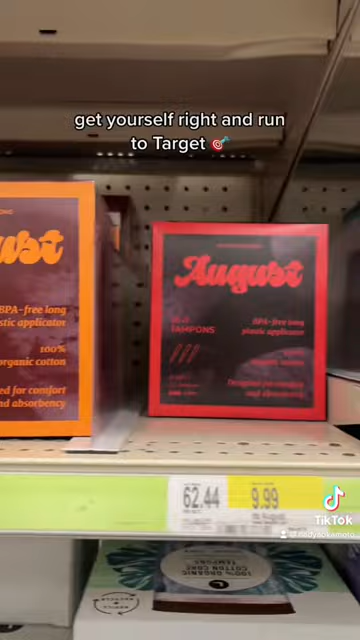 get yourself right and run
to Target 🎯
ust
BPA-free long
stic applicator
100%
organic cotton
ed for comfort
nd absorbency
August
TAMPONS
BPA-free long
plastic applicator
organic cotton
Designed for comfort
and absorbency
62.44
9.99
TikTok
100% ORGANIC
COTTON CORE
TAMPONS
L